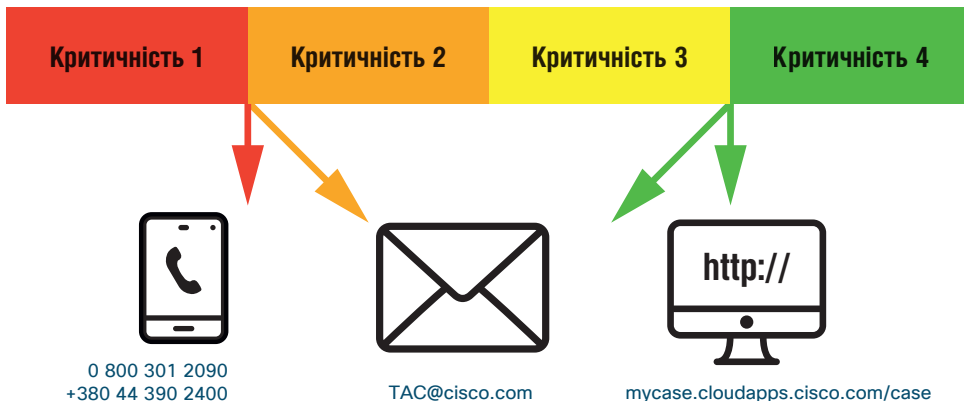 Критичність 1
Критичність 2
Критичність 3
Критичність 4
http://
0 800 301 2090
+380 44 390 2400
TAC@cisco.com
mycase.cloudapps.cisco.com/case